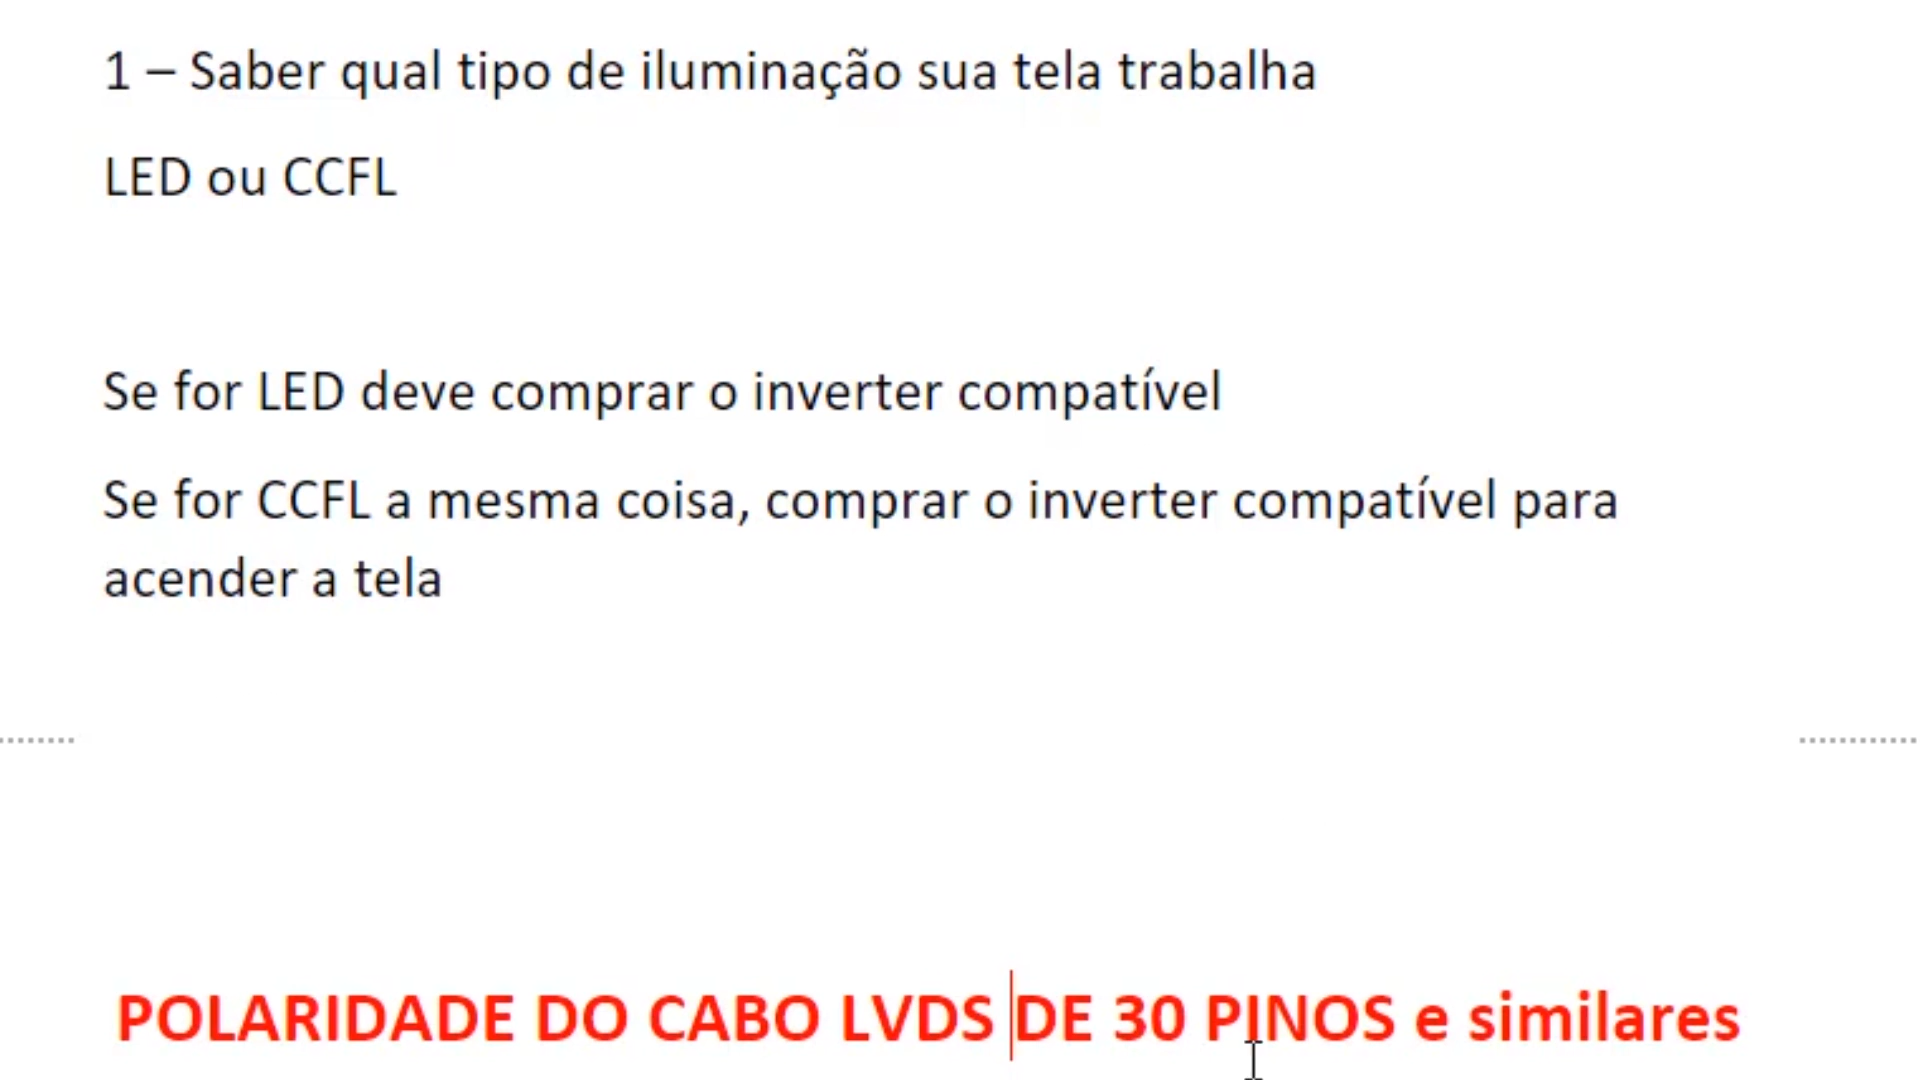 1 – Saber qual tipo de iluminação sua tela trabalha
LED ou CCFL
Se for LED deve comprar o inverter compatível
Se for CCFL a mesma coisa, comprar o inverter compatível para
acender a tela
POLARIDADE DO CABO LVDS DE 30 PINOS e similares